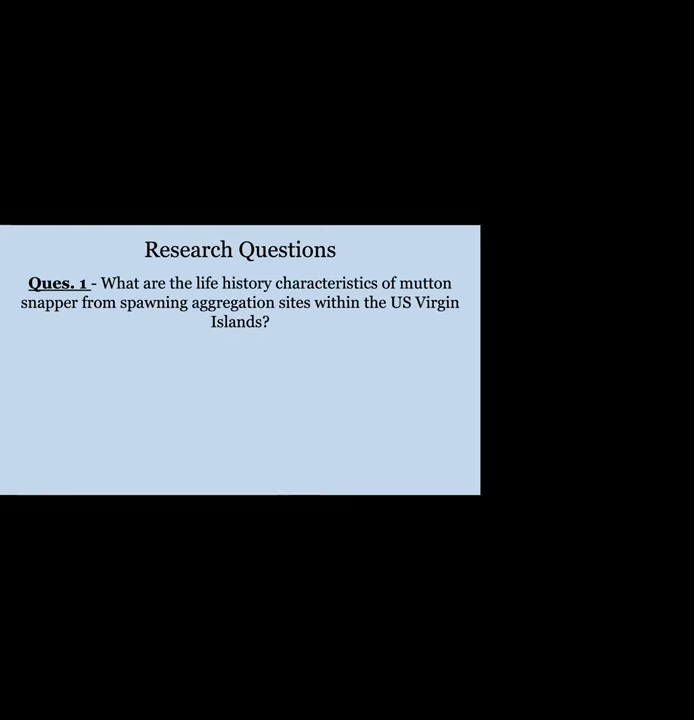 Research Questions
Ques. 1 - What are the life history characteristics of mutton
snapper from spawning aggregation sites within the US Virgin
Islands?